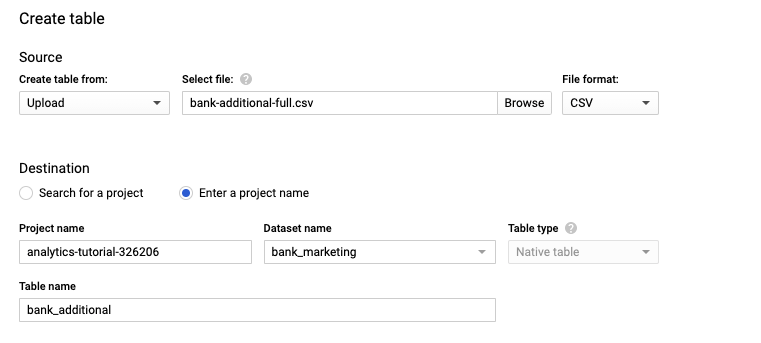 Create table
Source
Create table from: Select file: ?
File format:
Upload bank-additional-full.csv Browse CSV
Destination
Search for a project Enter a project name
Project name Dataset name Table type ?
analytics-tutorial-326206 bank_marketing Native table
Table name
bank_additional